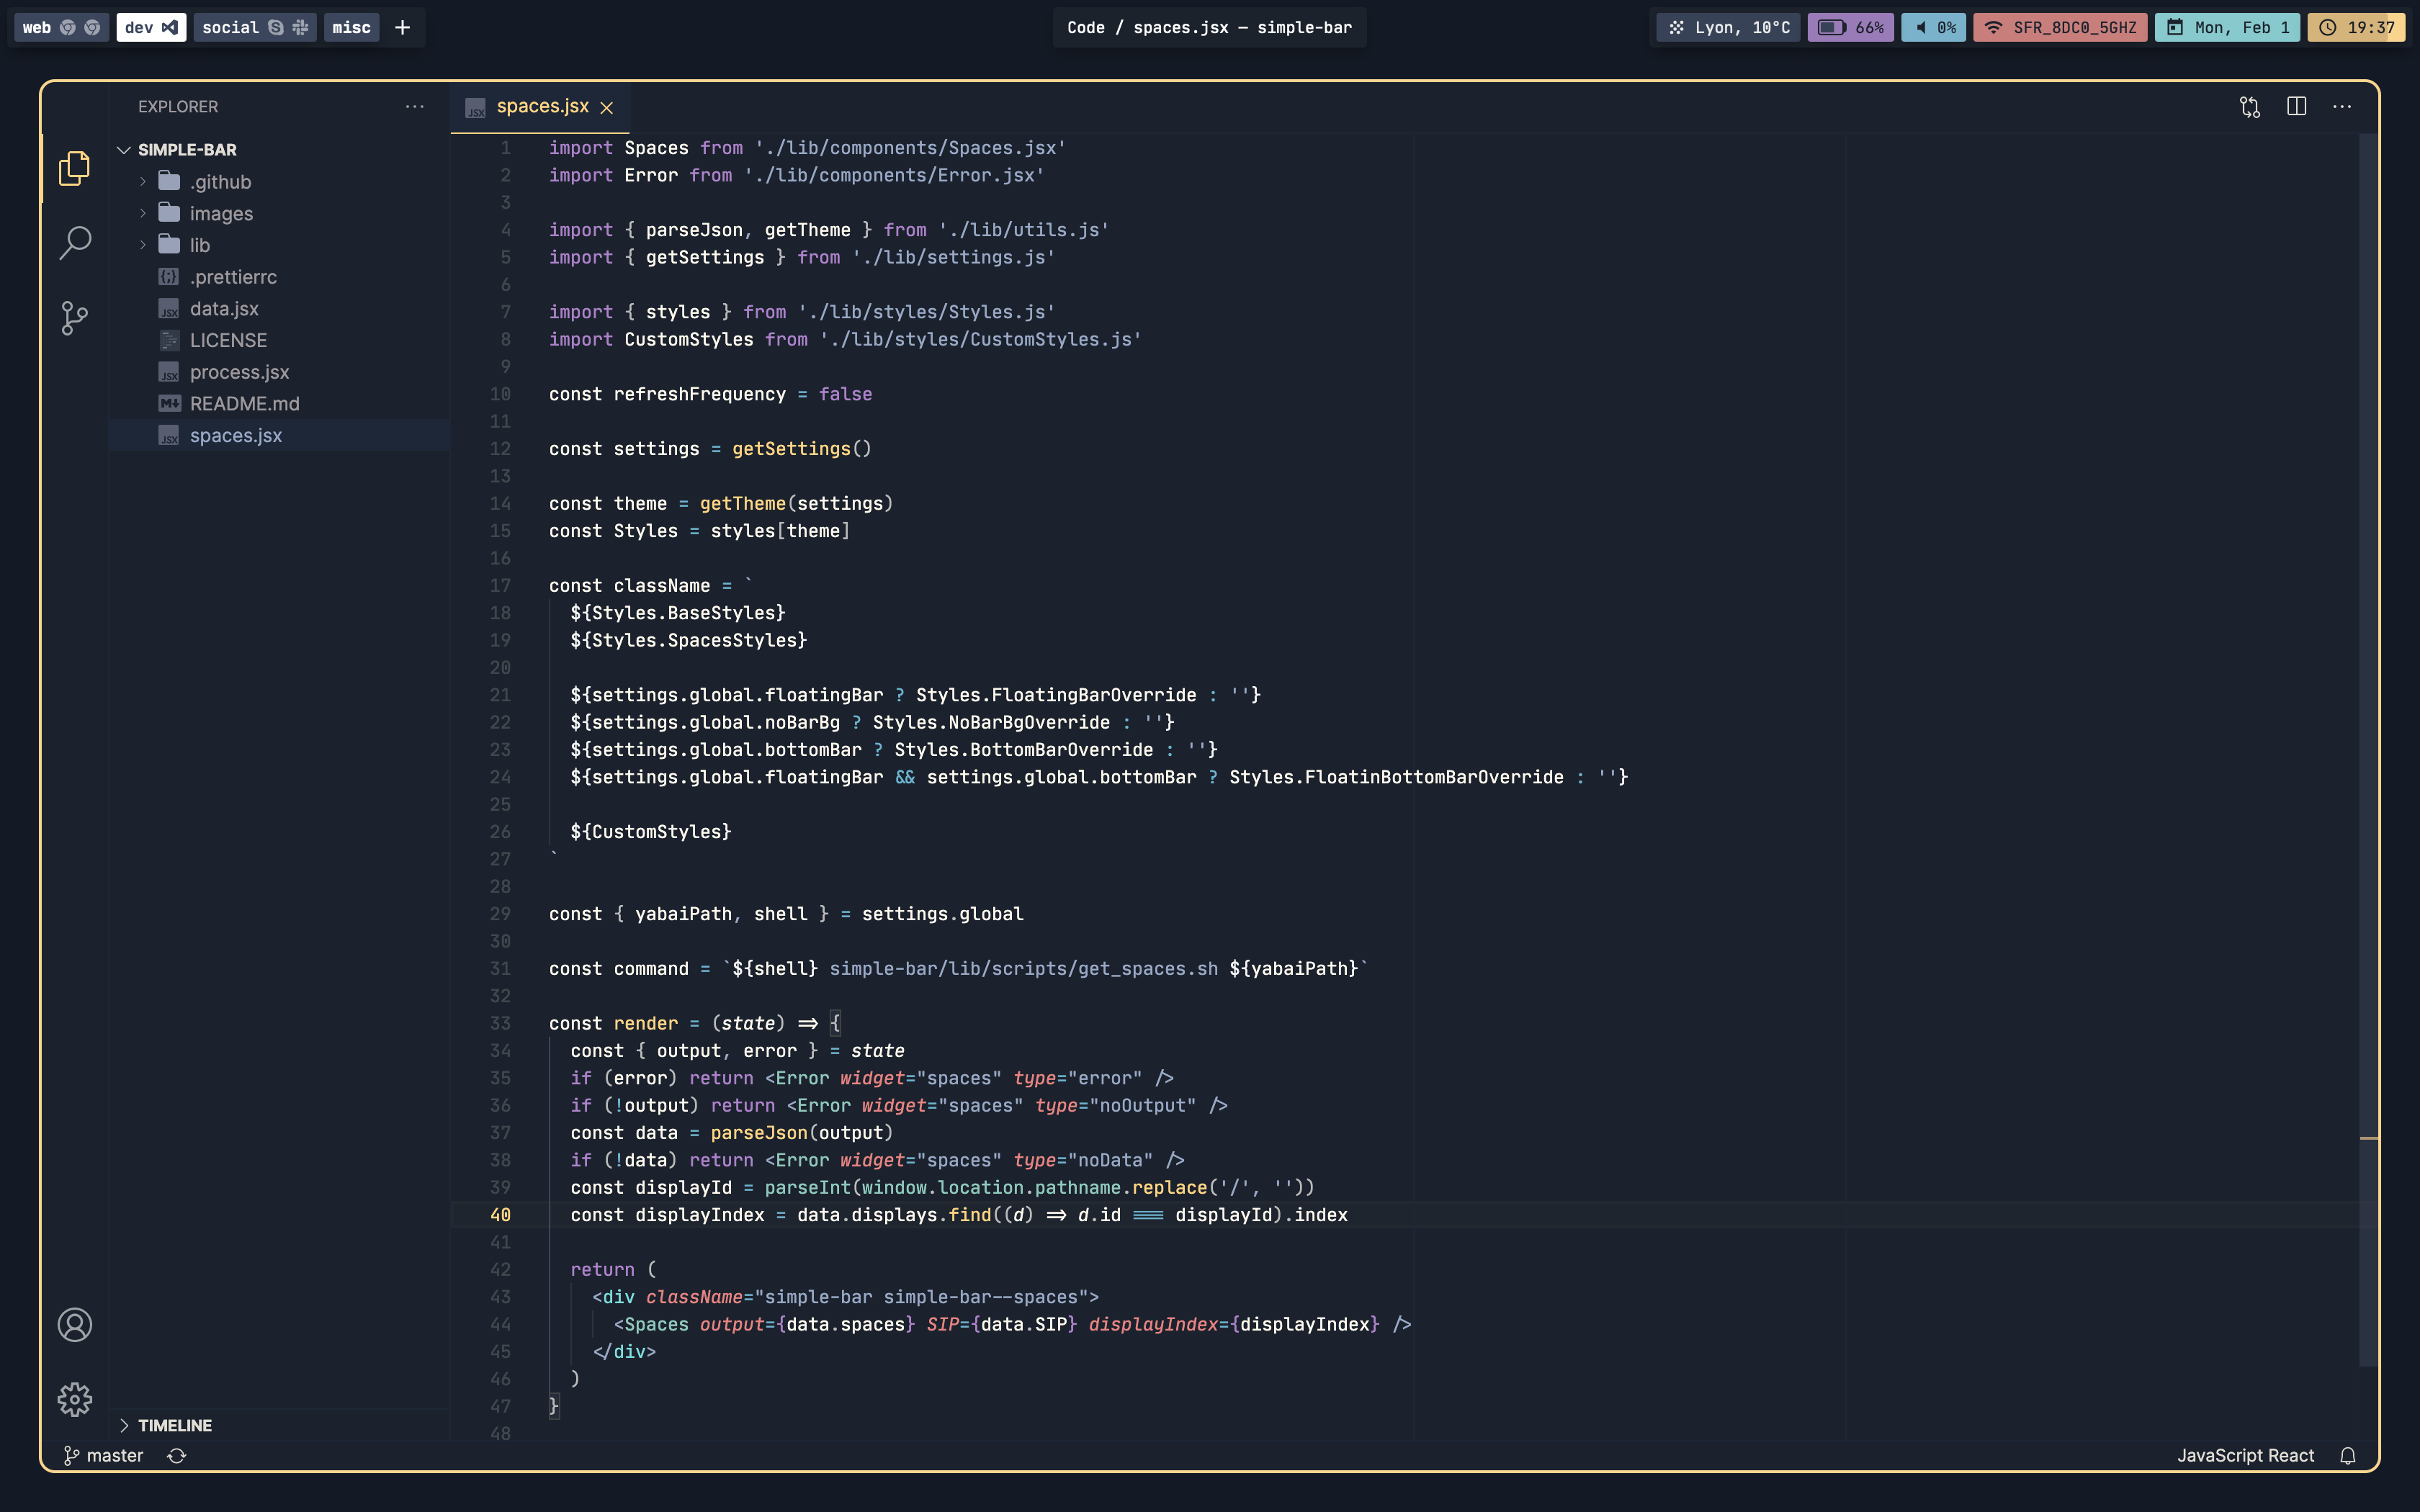 web dev social misc +
Code / spaces.jsx — simple-bar
Lyon, 10°C 66% 0% SFR_8DC0_5GHZ Mon, Feb 1 19:37
EXPLORER
SIMPLE-BAR
.github
images
lib
.prettierrc
data.jsx
LICENSE
process.jsx
README.md
spaces.jsx
TIMELINE
spaces.jsx
1 import Spaces from './lib/components/Spaces.jsx'
2 import Error from './lib/components/Error.jsx'
3
4 import { parseJson, getTheme } from './lib/utils.js'
5 import { getSettings } from './lib/settings.js'
6
7 import { styles } from './lib/styles/Styles.js'
8 import CustomStyles from './lib/styles/CustomStyles.js'
9
10 const refreshFrequency = false
11
12 const settings = getSettings()
13
14 const theme = getTheme(settings)
15 const Styles = styles[theme]
16
17 const className = `
18   ${Styles.BaseStyles}
19   ${Styles.SpacesStyles}
20
21   ${settings.global.floatingBar ? Styles.FloatingBarOverride : ''}
22   ${settings.global.noBarBg ? Styles.NoBarBgOverride : ''}
23   ${settings.global.bottomBar ? Styles.BottomBarOverride : ''}
24   ${settings.global.floatingBar && settings.global.bottomBar ? Styles.FloatinBottomBarOverride : ''}
25
26   ${CustomStyles}
27 `
28
29 const { yabaiPath, shell } = settings.global
30
31 const command = `${shell} simple-bar/lib/scripts/get_spaces.sh ${yabaiPath}`
32
33 const render = (state) => {
34   const { output, error } = state
35   if (error) return <Error widget="spaces" type="error" />
36   if (!output) return <Error widget="spaces" type="noOutput" />
37   const data = parseJson(output)
38   if (!data) return <Error widget="spaces" type="noData" />
39   const displayId = parseInt(window.location.pathname.replace('/', ''))
40   const displayIndex = data.displays.find((d) => d.id === displayId).index
41
42   return (
43     <div className="simple-bar simple-bar--spaces">
44       <Spaces output={data.spaces} SIP={data.SIP} displayIndex={displayIndex} />
45     </div>
46   )
47 }
48
master
JavaScript React